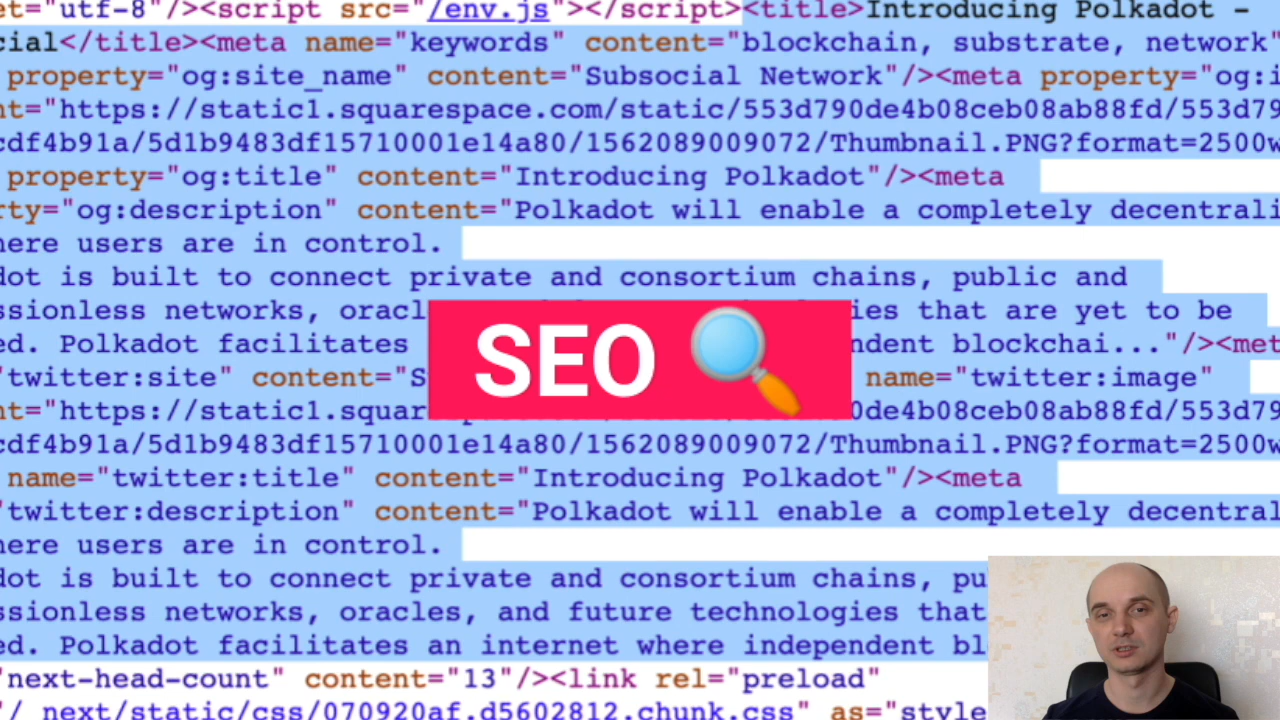 et="utf-8"/><script src="/env.js"></script><title>Introducing Polkadot -
cial</title><meta name="keywords" content="blockchain, substrate, network"
property="og:site_name" content="Subsocial Network"/><meta property="og:i
nt="https://static1.squarespace.com/static/553d790de4b08ceb08ab88fd/553d79
cdf4b91a/5d1b9483df15710001e14a80/1562089009072/Thumbnail.PNG?format=2500w
property="og:title" content="Introducing Polkadot"/><meta
rty="og:description" content="Polkadot will enable a completely decentrali
here users are in control.
dot is built to connect private and consortium chains, public and
ssionless networks, oracl ies that are yet to be
ed. Polkadot facilitates ndent blockchai..."/><met
SEO
"twitter:site" content="S name="twitter:image"
nt="https://static1.squar 0de4b08ceb08ab88fd/553d79
cdf4b91a/5d1b9483df15710001e14a80/1562089009072/Thumbnail.PNG?format=2500w
name="twitter:title" content="Introducing Polkadot"/><meta
"twitter:description" content="Polkadot will enable a completely decentral
here users are in control.
dot is built to connect private and consortium chains, pu
ssionless networks, oracles, and future technologies that
ed. Polkadot facilitates an internet where independent bl
"next-head-count" content="13"/><link rel="preload"
"/_next/static/css/070920af.d5602812.chunk.css" as="style